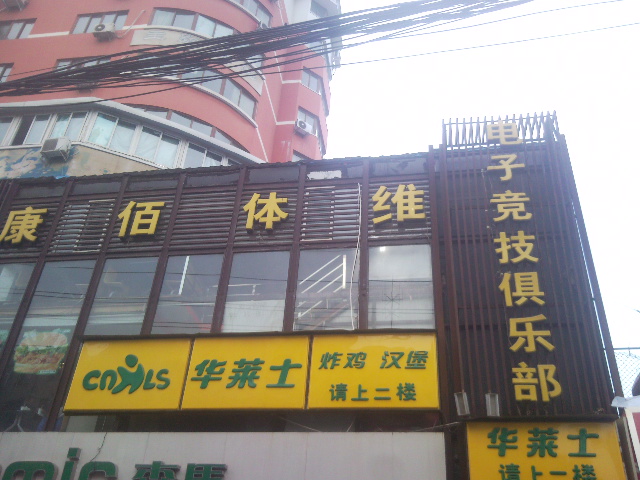 康佰体维
电子竞技俱乐部
CNHLS
华莱士
炸鸡 汉堡
请上二楼
华莱士
请上二楼
mic